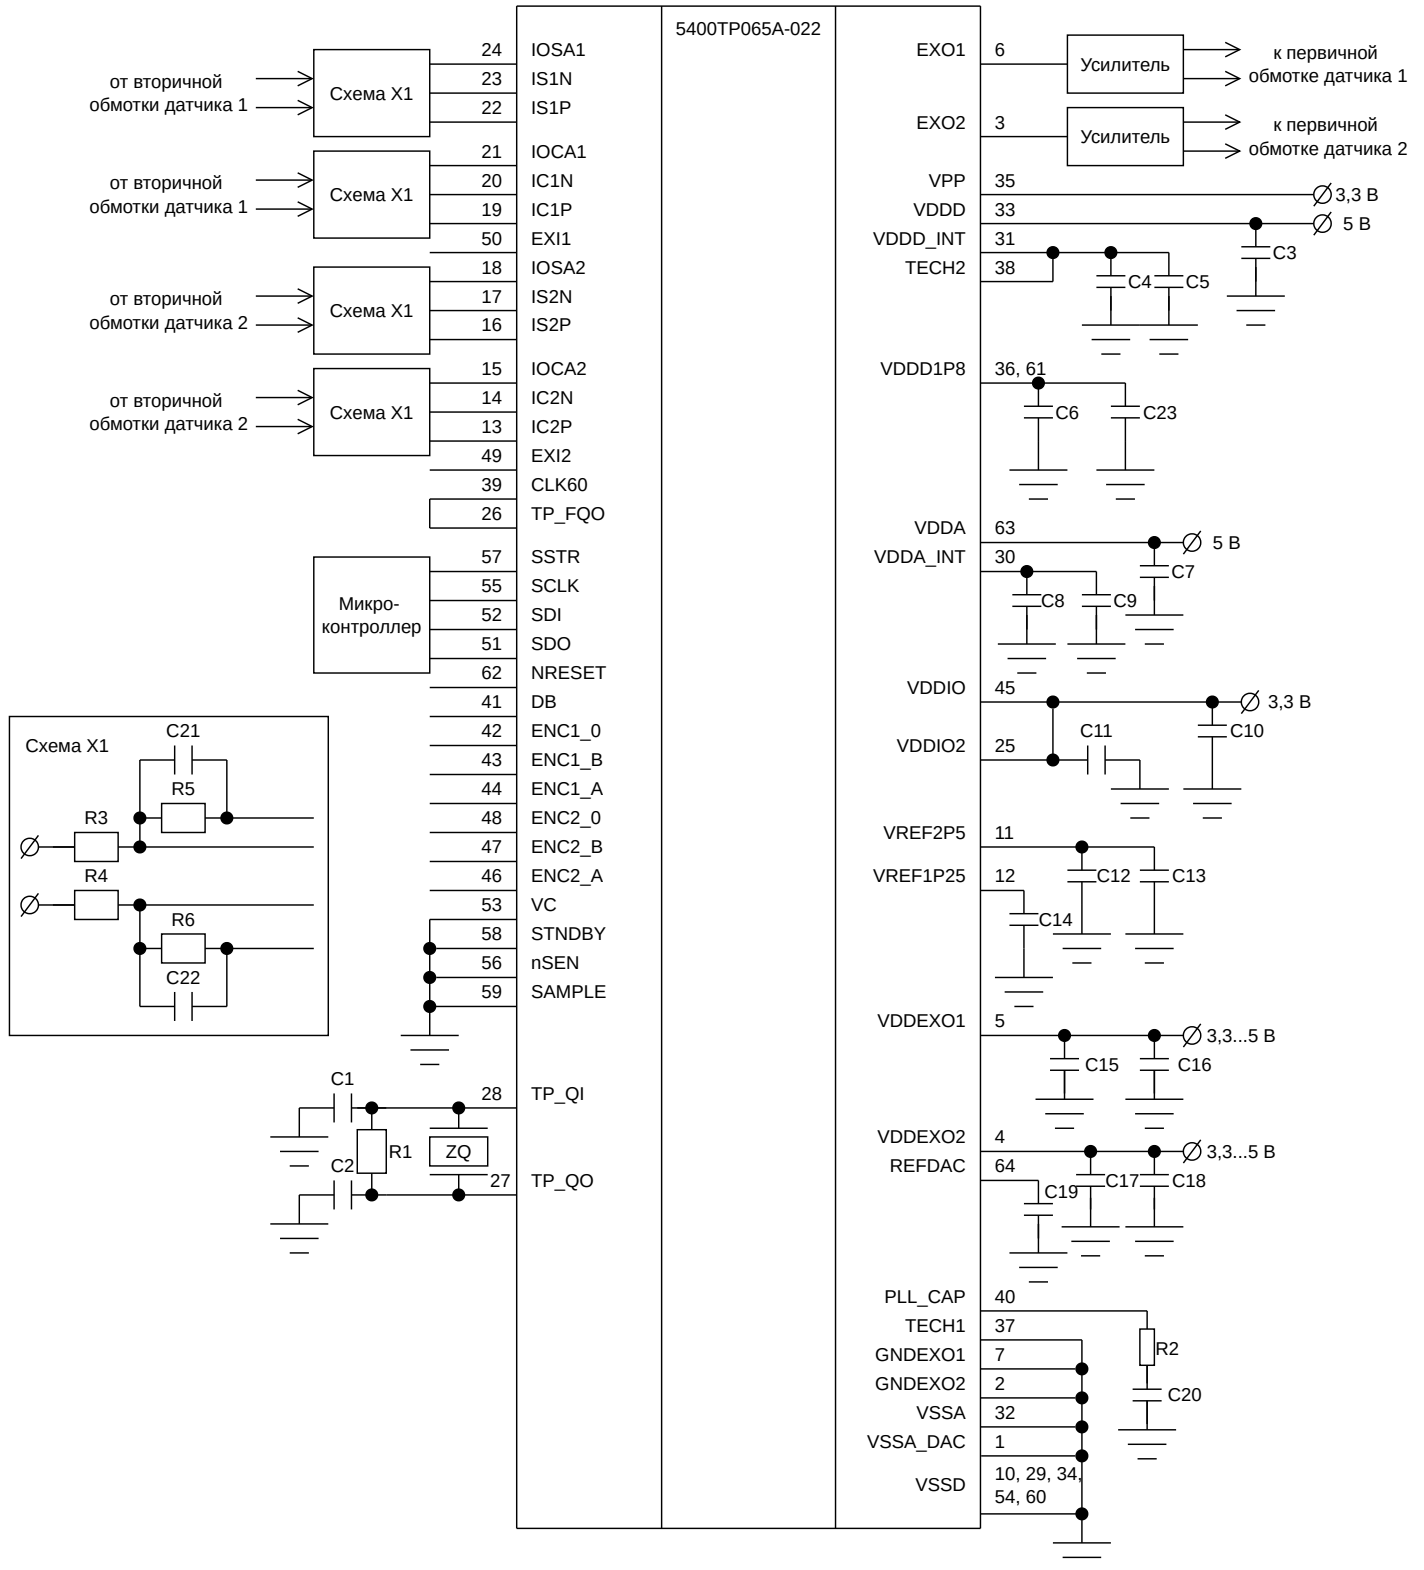 5400ТР065А-022
24 IOSA1
23 IS1N
22 IS1P
от вторичной
обмотки датчика 1
Схема X1
21 IOCA1
20 IC1N
19 IC1P
от вторичной
обмотки датчика 1
Схема X1
50 EXI1
18 IOSA2
17 IS2N
16 IS2P
от вторичной
обмотки датчика 2
Схема X1
15 IOCA2
14 IC2N
13 IC2P
от вторичной
обмотки датчика 2
Схема X1
49 EXI2
39 CLK60
26 TP_FQO
57 SSTR
55 SCLK
52 SDI
51 SDO
Микро-
контроллер
62 NRESET
41 DB
42 ENC1_0
43 ENC1_B
44 ENC1_A
48 ENC2_0
47 ENC2_B
46 ENC2_A
53 VC
58 STNDBY
56 nSEN
59 SAMPLE
Схема X1
C21
R5
R3
R4
R6
C22
C1
28 TP_QI
R1
ZQ
C2
27 TP_QO
EXO1 6
Усилитель
к первичной
обмотке датчика 1
EXO2 3
Усилитель
к первичной
обмотке датчика 2
VPP 35
3,3 В
VDDD 33
5 В
C3
VDDD_INT 31
TECH2 38
C4 C5
VDDD1P8 36, 61
C6 C23
VDDA 63
5 В
C7
VDDA_INT 30
C8 C9
VDDIO 45
3,3 В
C10
VDDIO2 25
C11
VREF2P5 11
C12 C13
VREF1P25 12
C14
VDDEXO1 5
3,3...5 В
C15 C16
VDDEXO2 4
3,3...5 В
REFDAC 64
C19 C17 C18
PLL_CAP 40
R2
C20
TECH1 37
GNDEXO1 7
GNDEXO2 2
VSSA 32
VSSA_DAC 1
VSSD 10, 29, 34,
54, 60